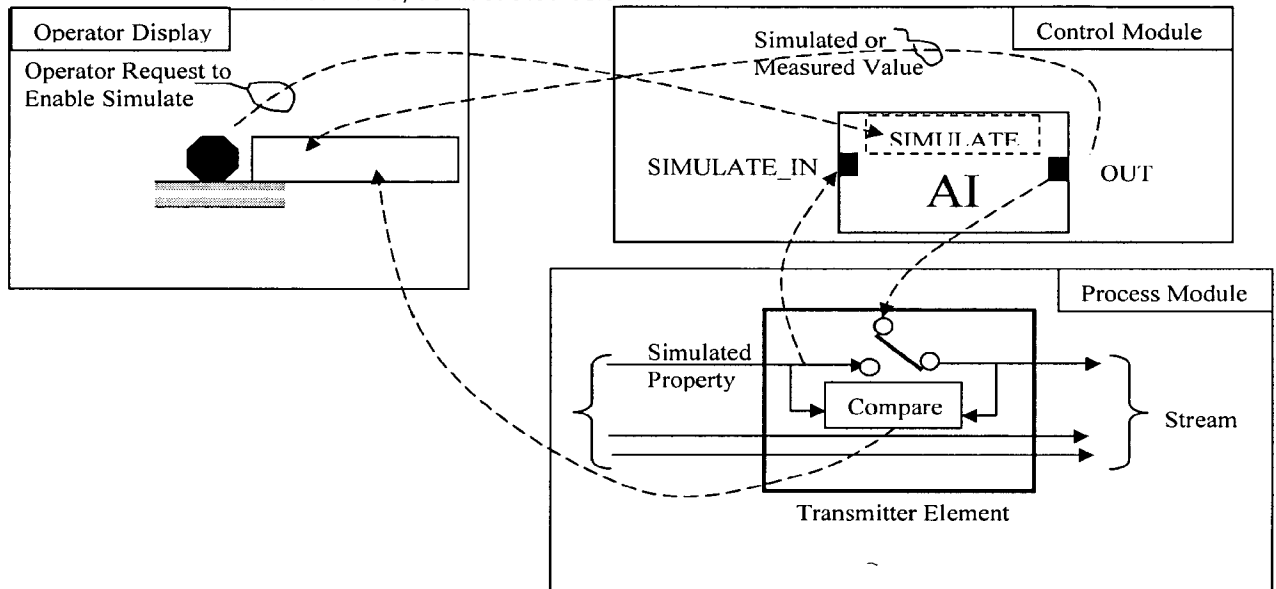 Operator Display
Operator Request to
Enable Simulate
Simulated or
Measured Value
Control Module
SIMULATE
SIMULATE_IN
AI
OUT
Process Module
Simulated
Property
Compare
Stream
Transmitter Element